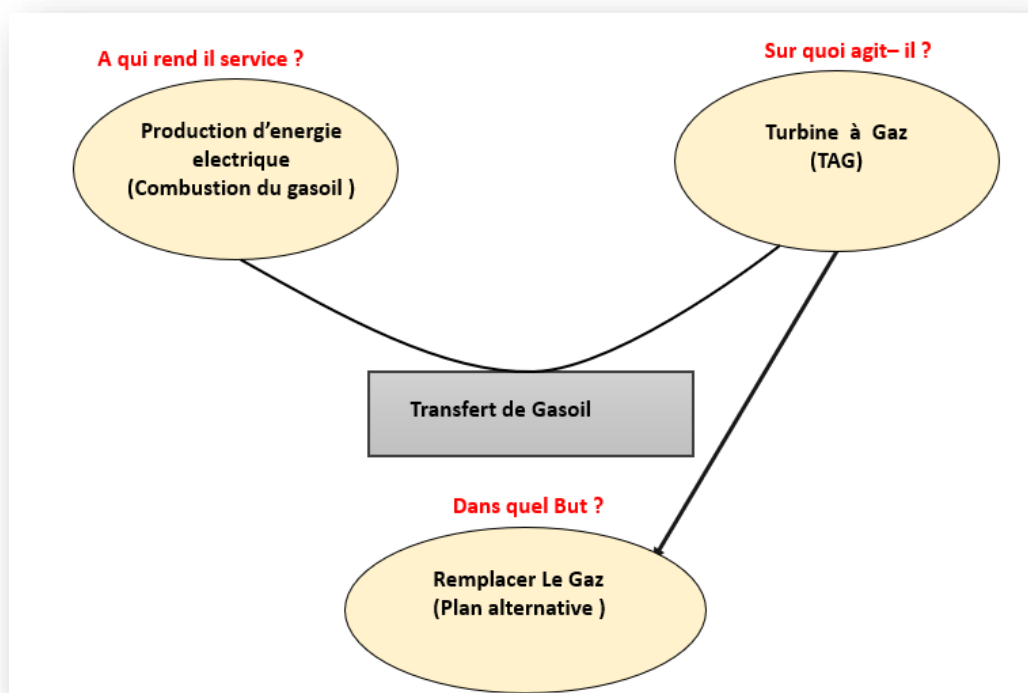 A qui rend il service ?
Production d’energie
electrique
(Combustion du gasoil )
Sur quoi agit– il ?
Turbine à Gaz
(TAG)
Transfert de Gasoil
Dans quel But ?
Remplacer Le Gaz
(Plan alternative )